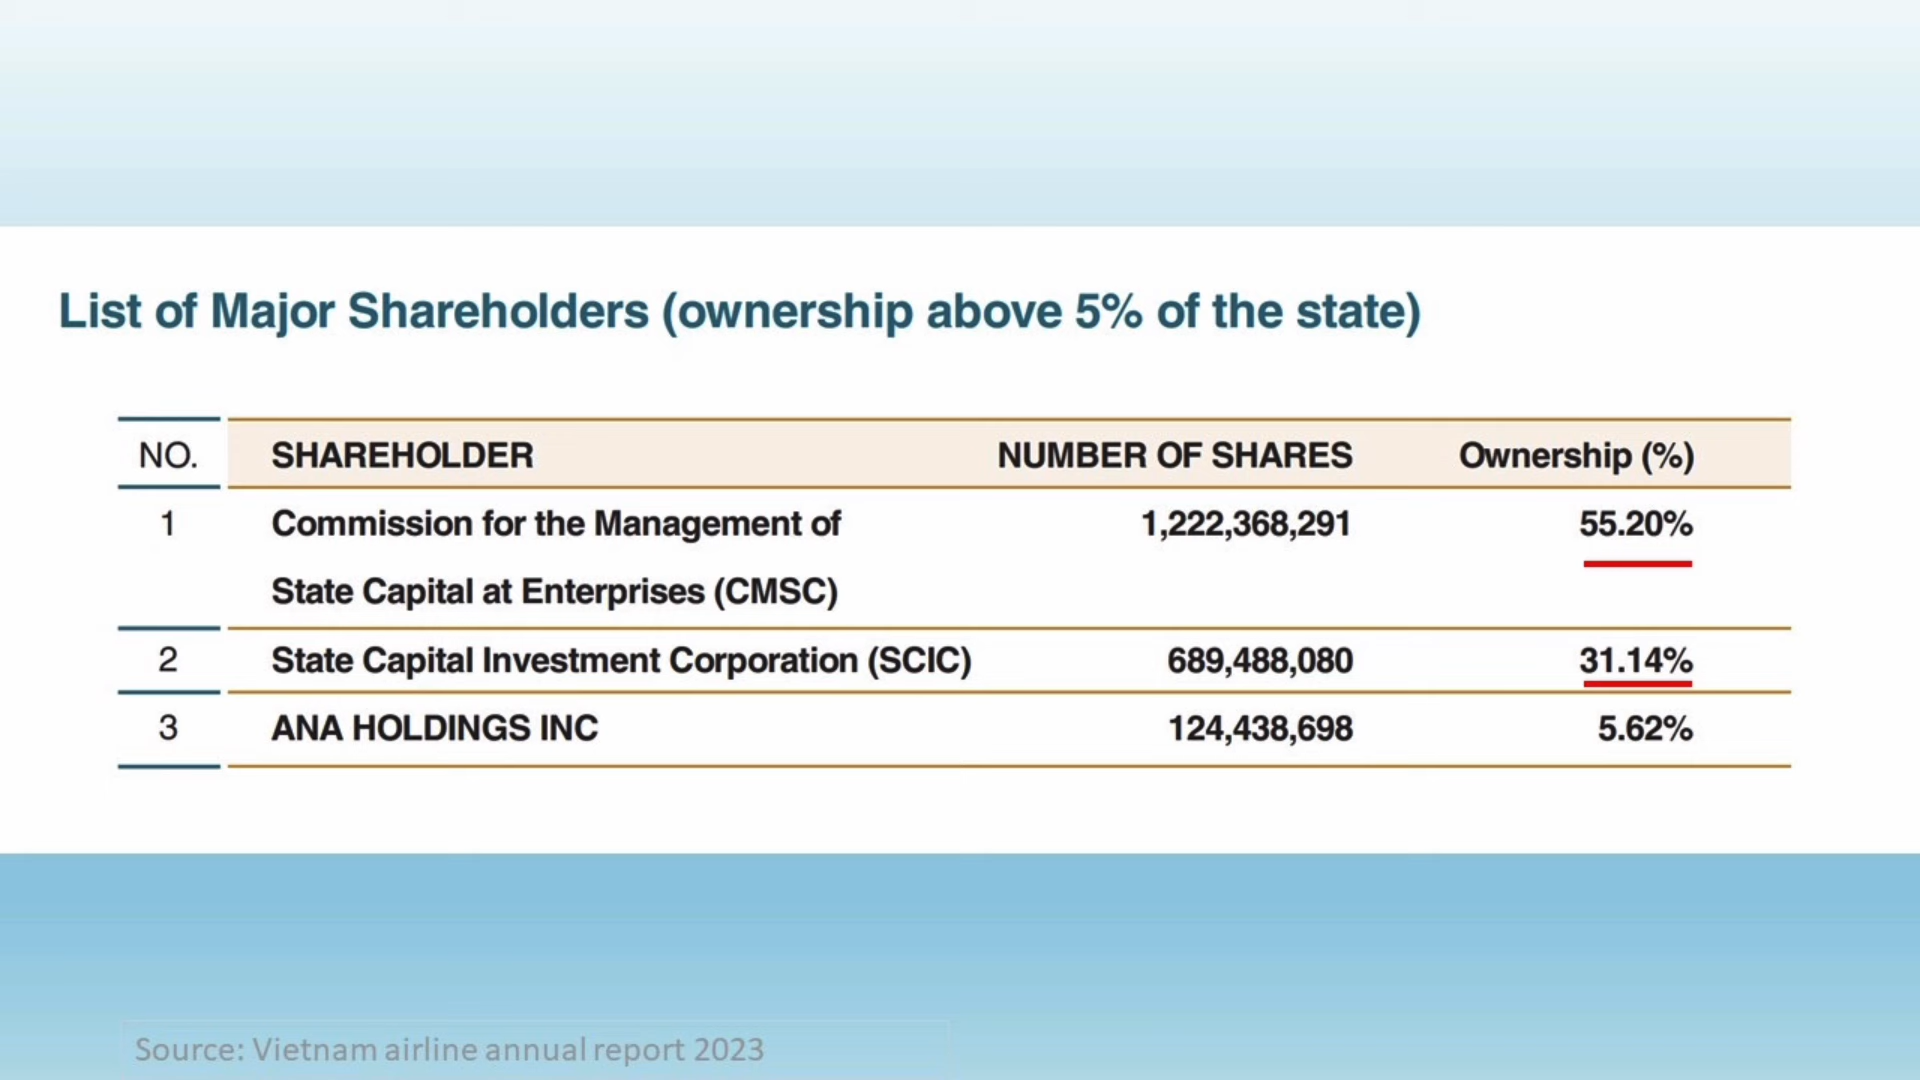 List of Major Shareholders (ownership above 5% of the state)
NO. SHAREHOLDER NUMBER OF SHARES Ownership (%)
1 Commission for the Management of 1,222,368,291 55.20%
State Capital at Enterprises (CMSC)
2 State Capital Investment Corporation (SCIC) 689,488,080 31.14%
3 ANA HOLDINGS INC 124,438,698 5.62%
Source: Vietnam airline annual report 2023